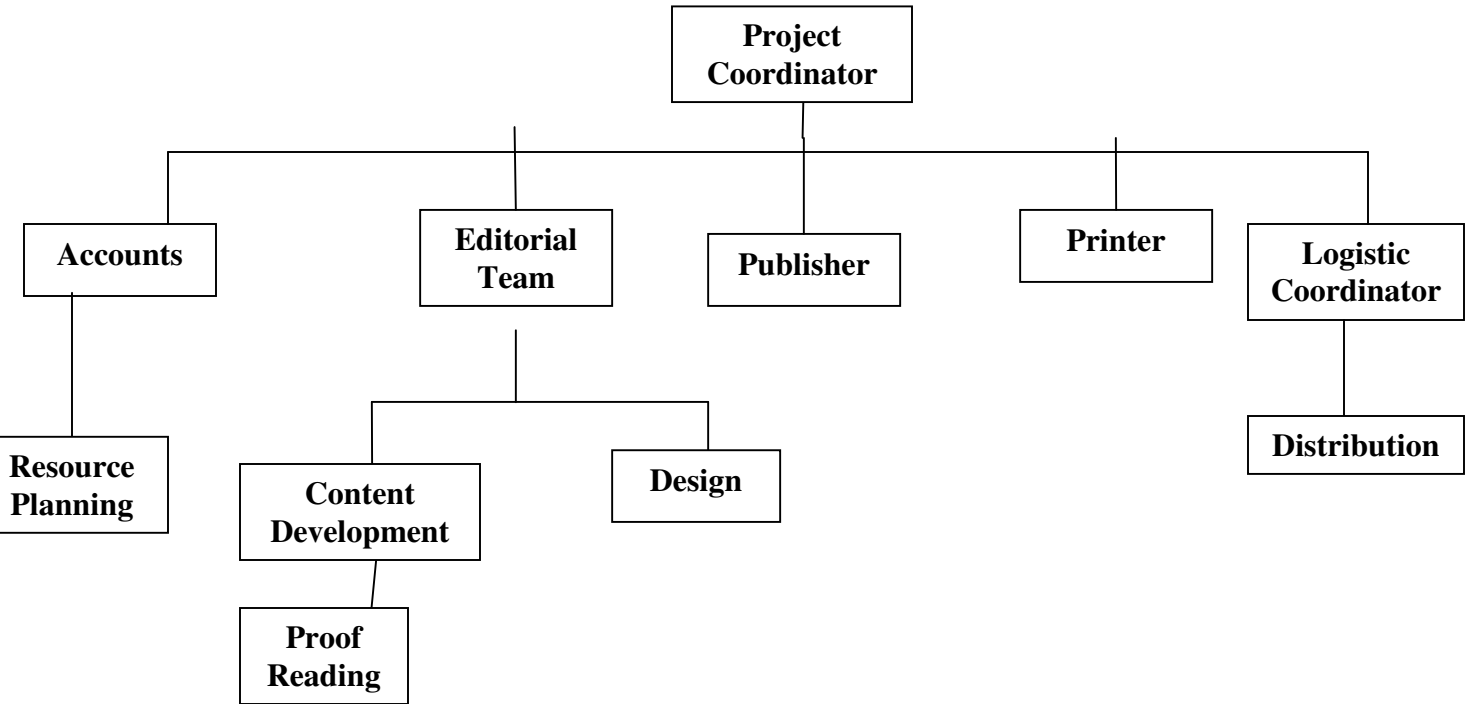 Project
Coordinator
Accounts
Editorial
Team
Publisher
Printer
Logistic
Coordinator
Resource
Planning
Content
Development
Design
Distribution
Proof
Reading